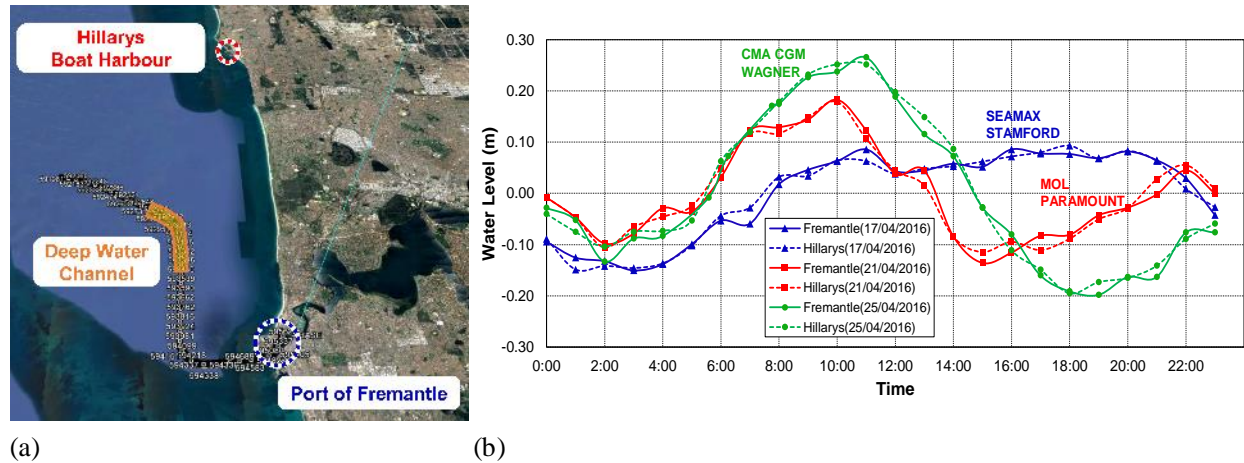 Hillarys
Boat Harbour
Deep Water
Channel
Port of Fremantle
(a)
0.30
0.20
0.10
0.00
-0.10
-0.20
-0.30
Water Level (m)
CMA CGM
WAGNER
SEAMAX
STAMFORD
MOL
PARAMOUNT
Fremantle(17/04/2016)
Hillarys(17/04/2016)
Fremantle(21/04/2016)
Hillarys(21/04/2016)
Fremantle(25/04/2016)
Hillarys(25/04/2016)
0:00 2:00 4:00 6:00 8:00 10:00 12:00 14:00 16:00 18:00 20:00 22:00
Time
(b)